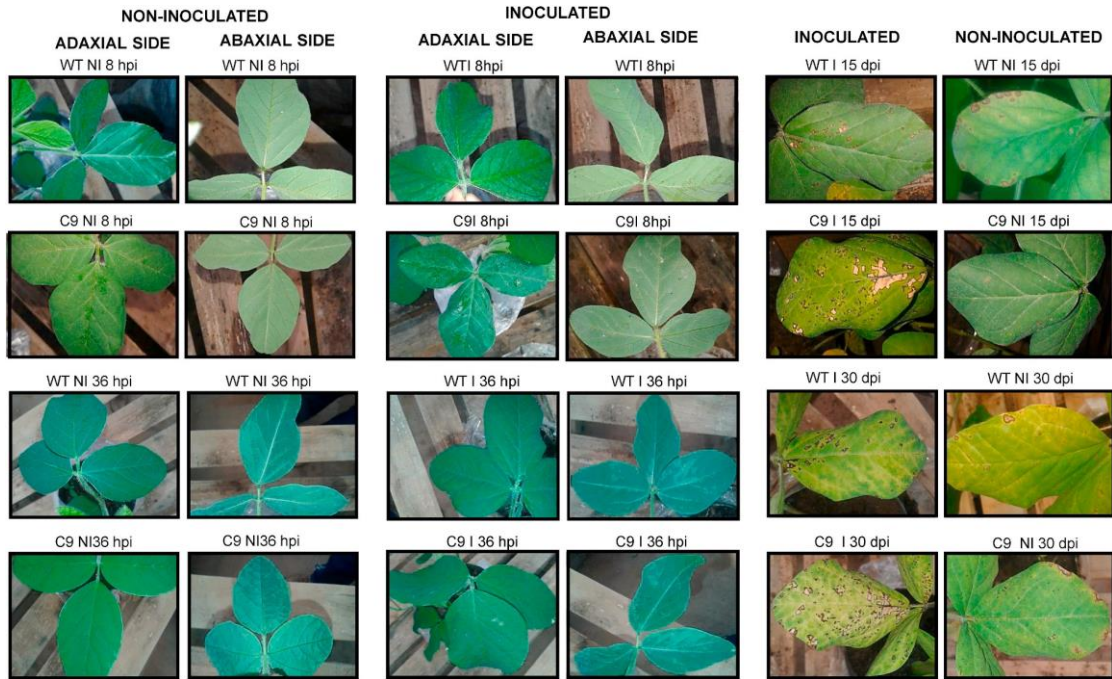 NON-INOCULATED
INOCULATED
ADAXIAL SIDE ABAXIAL SIDE ADAXIAL SIDE ABAXIAL SIDE INOCULATED NON-INOCULATED
WT NI 8 hpi WT NI 8 hpi WTI 8hpi WTI 8hpi WT I 15 dpi WT NI 15 dpi
C9 NI 8 hpi C9 NI 8 hpi C9I 8hpi C9I 8hpi C9 I 15 dpi C9 NI 15 dpi
WT NI 36 hpi WT NI 36 hpi WT I 36 hpi WT I 36 hpi WT I 30 dpi WT NI 30 dpi
C9 NI36 hpi C9 NI36 hpi C9 I 36 hpi C9 I 36 hpi C9 I 30 dpi C9 NI 30 dpi